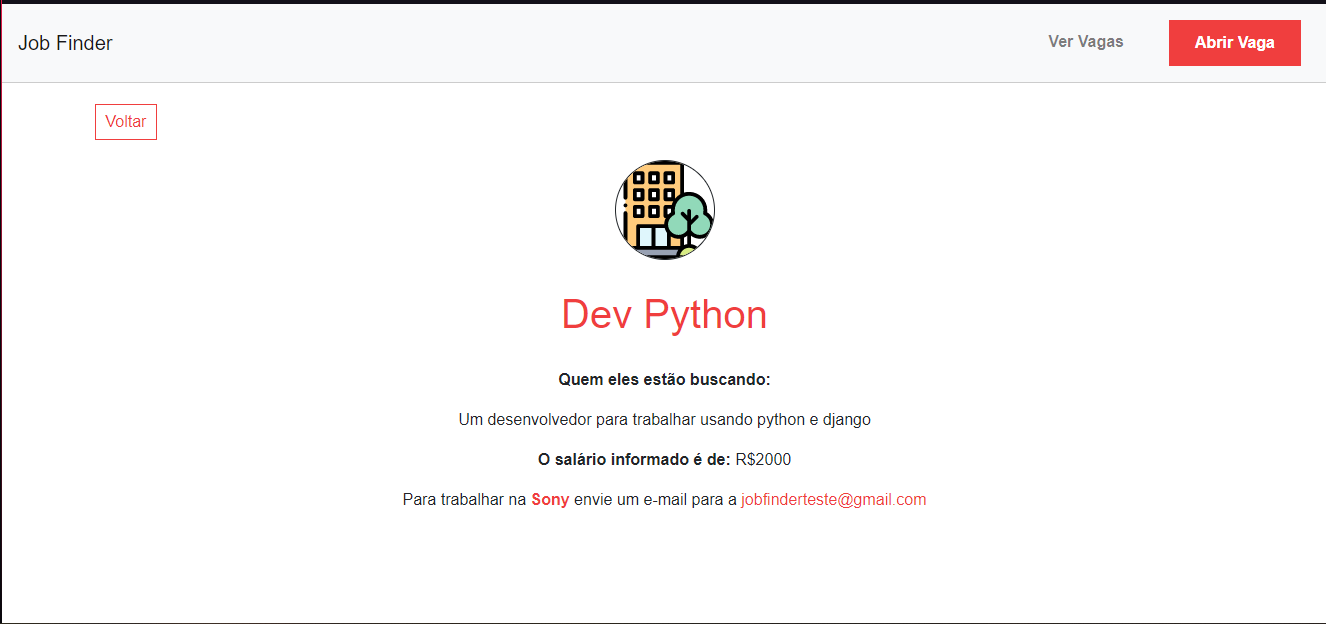 Job Finder
Ver Vagas
Abrir Vaga
Voltar
Dev Python
Quem eles estão buscando:
Um desenvolvedor para trabalhar usando python e django
O salário informado é de: R$2000
Para trabalhar na Sony envie um e-mail para a jobfinderteste@gmail.com